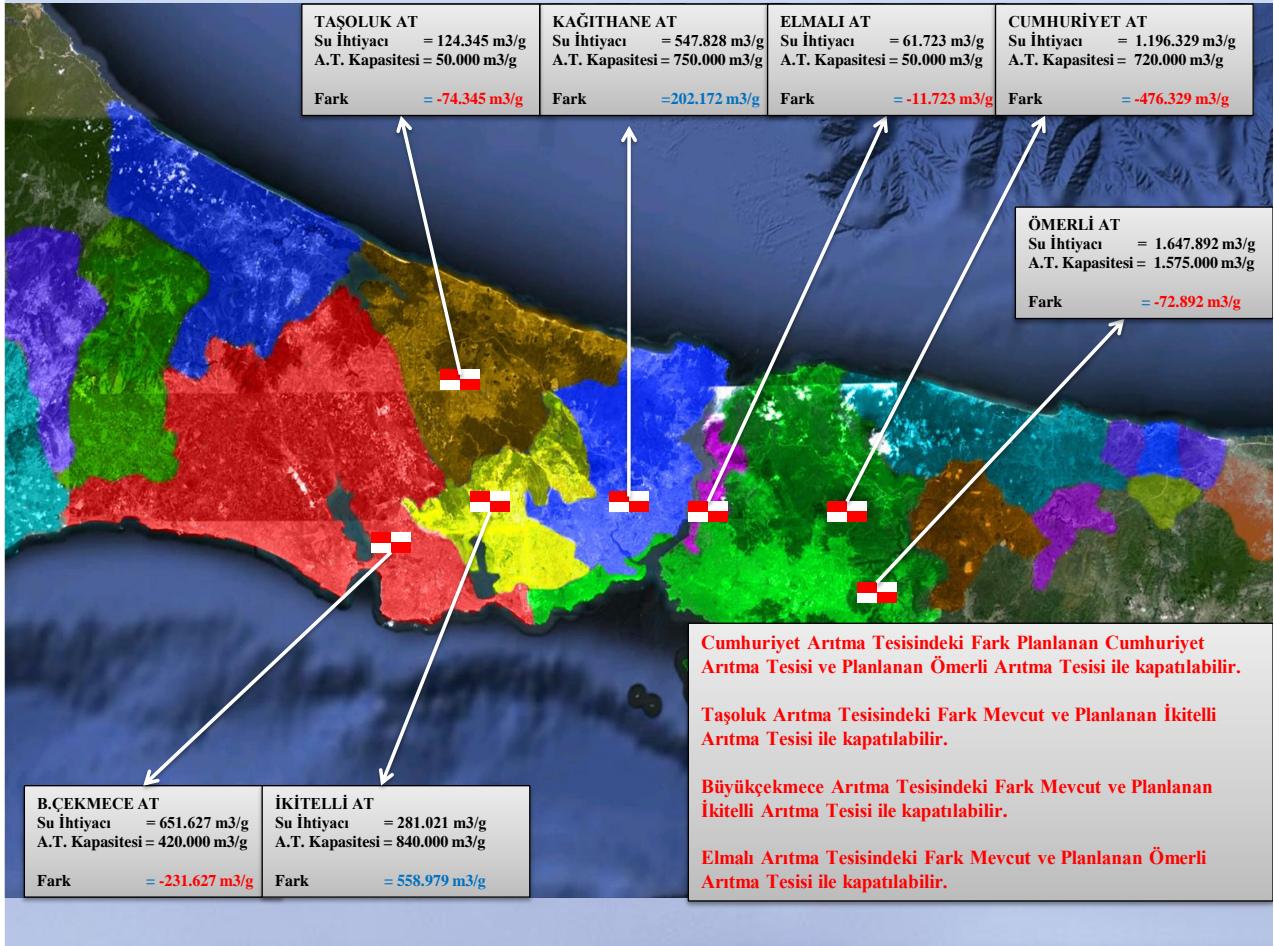 TAŞOLUK AT
Su İhtiyacı = 124.345 m3/g
A.T. Kapasitesi = 50.000 m3/g
Fark = -74.345 m3/g
KAĞITHANE AT
Su İhtiyacı = 547.828 m3/g
A.T. Kapasitesi = 750.000 m3/g
Fark =202.172 m3/g
ELMALI AT
Su İhtiyacı = 61.723 m3/g
A.T. Kapasitesi = 50.000 m3/g
Fark = -11.723 m3/g
CUMHURİYET AT
Su İhtiyacı = 1.196.329 m3/g
A.T. Kapasitesi = 720.000 m3/g
Fark = -476.329 m3/g
ÖMERLİ AT
Su İhtiyacı = 1.647.892 m3/g
A.T. Kapasitesi = 1.575.000 m3/g
Fark = -72.892 m3/g
Cumhuriyet Arıtma Tesisindeki Fark Planlanan Cumhuriyet
Arıtma Tesisi ve Planlanan Ömerli Arıtma Tesisi ile kapatılabilir.
Taşoluk Arıtma Tesisindeki Fark Mevcut ve Planlanan İkitelli
Arıtma Tesisi ile kapatılabilir.
Büyükçekmece Arıtma Tesisindeki Fark Mevcut ve Planlanan
İkitelli Arıtma Tesisi ile kapatılabilir.
Elmalı Arıtma Tesisindeki Fark Mevcut ve Planlanan Ömerli
Arıtma Tesisi ile kapatılabilir.
B.ÇEKMECE AT
Su İhtiyacı = 651.627 m3/g
A.T. Kapasitesi = 420.000 m3/g
Fark = -231.627 m3/g
İKİTELLİ AT
Su İhtiyacı = 281.021 m3/g
A.T. Kapasitesi = 840.000 m3/g
Fark = 558.979 m3/g